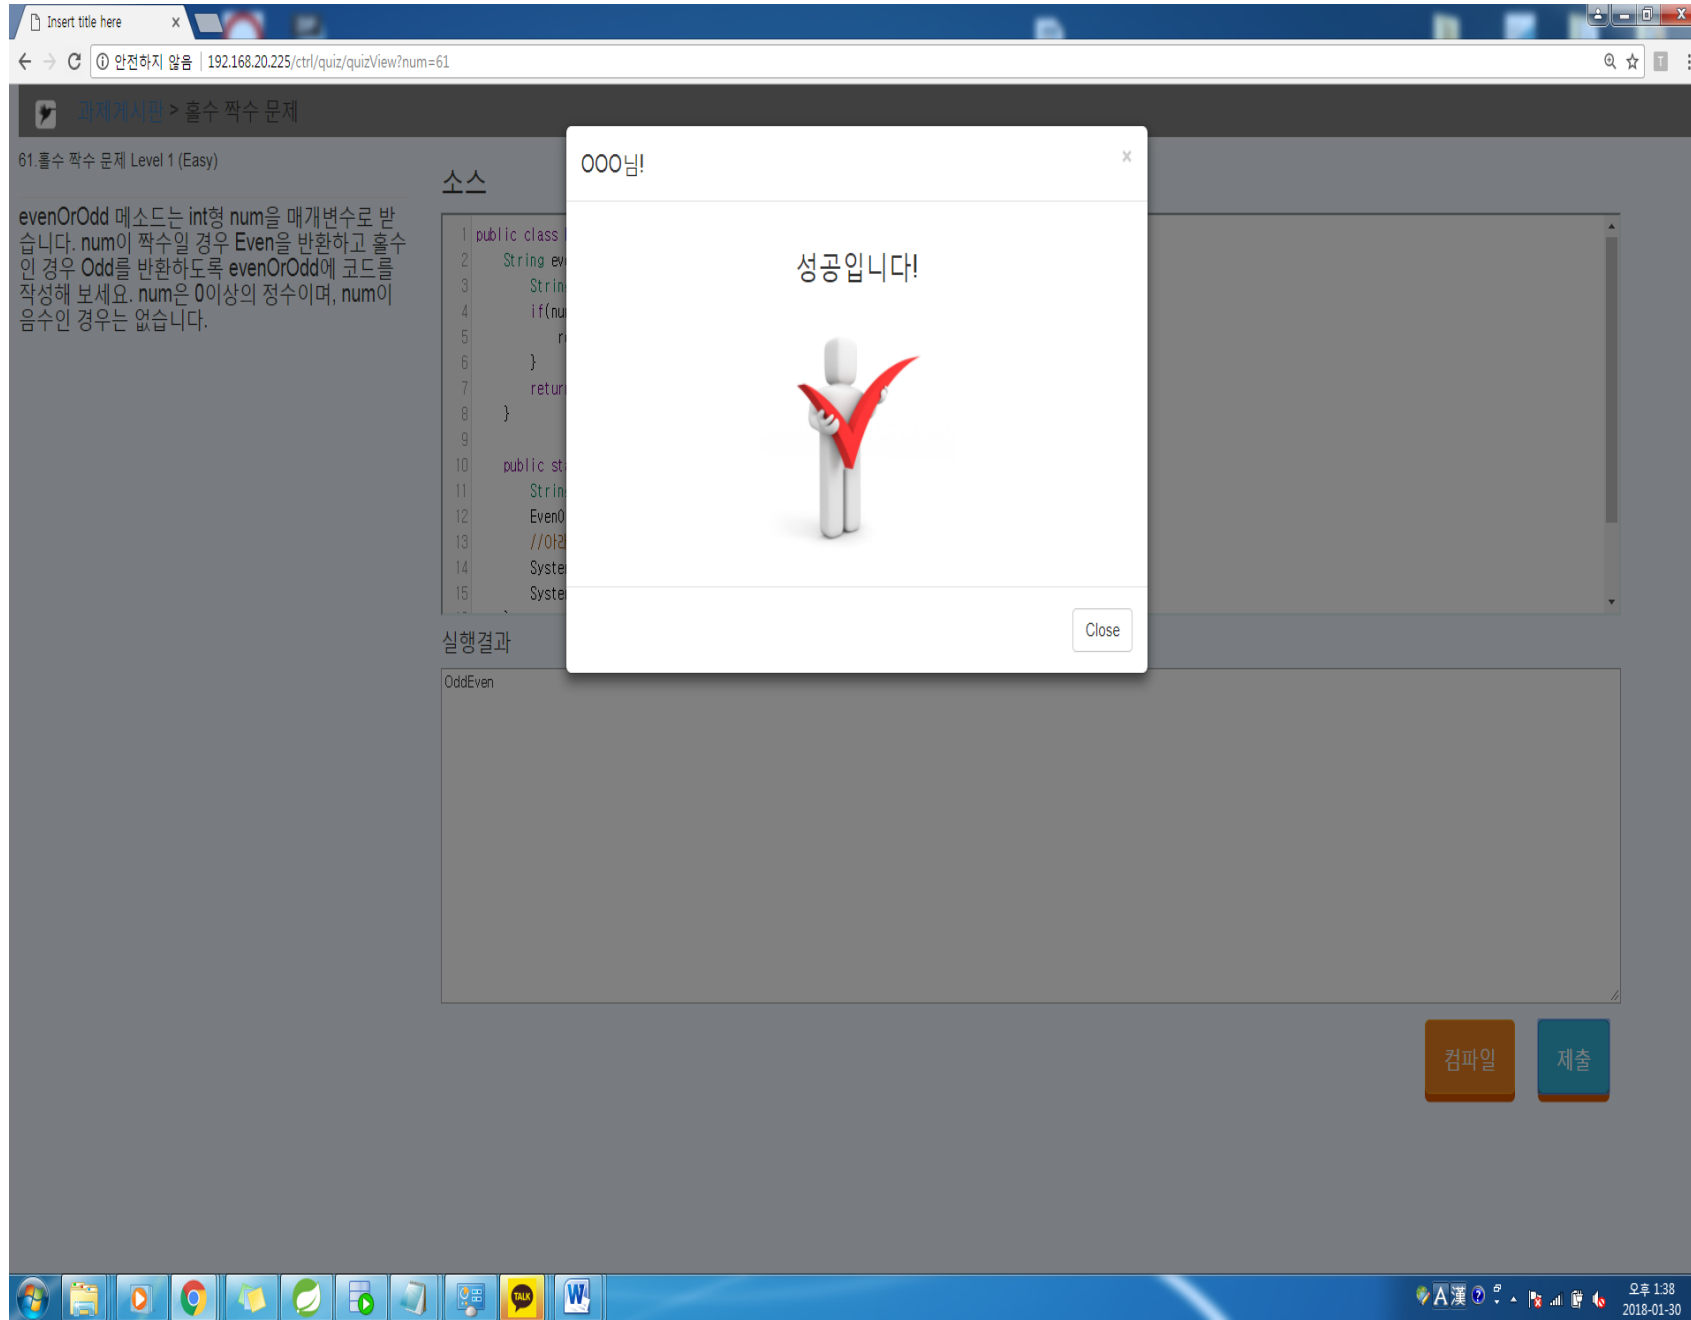 Insert title here
안전하지 않음 | 192.168.20.225/ctrl/quiz/quizView?num=61
과제게시판 > 홀수 짝수 문제
61.홀수 짝수 문제 Level 1 (Easy)
evenOrOdd 메소드는 int형 num을 매개변수로 받
습니다. num이 짝수일 경우 Even을 반환하고 홀수
인 경우 Odd를 반환하도록 evenOrOdd에 코드를
작성해 보세요. num은 0이상의 정수이며, num이
음수인 경우는 없습니다.
소스
1 public class
2 String ev
3 Strin
4 if(nu
5 r
6 }
7 retur
8 }
9
10 public st
11 Strin
12 EvenO
13 //아래
14 Syste
15 Syste
OOO님!
×
성공입니다!
Close
실행결과
OddEven
컴파일
제출
TALK
W
A漢
오후 1:38
2018-01-30